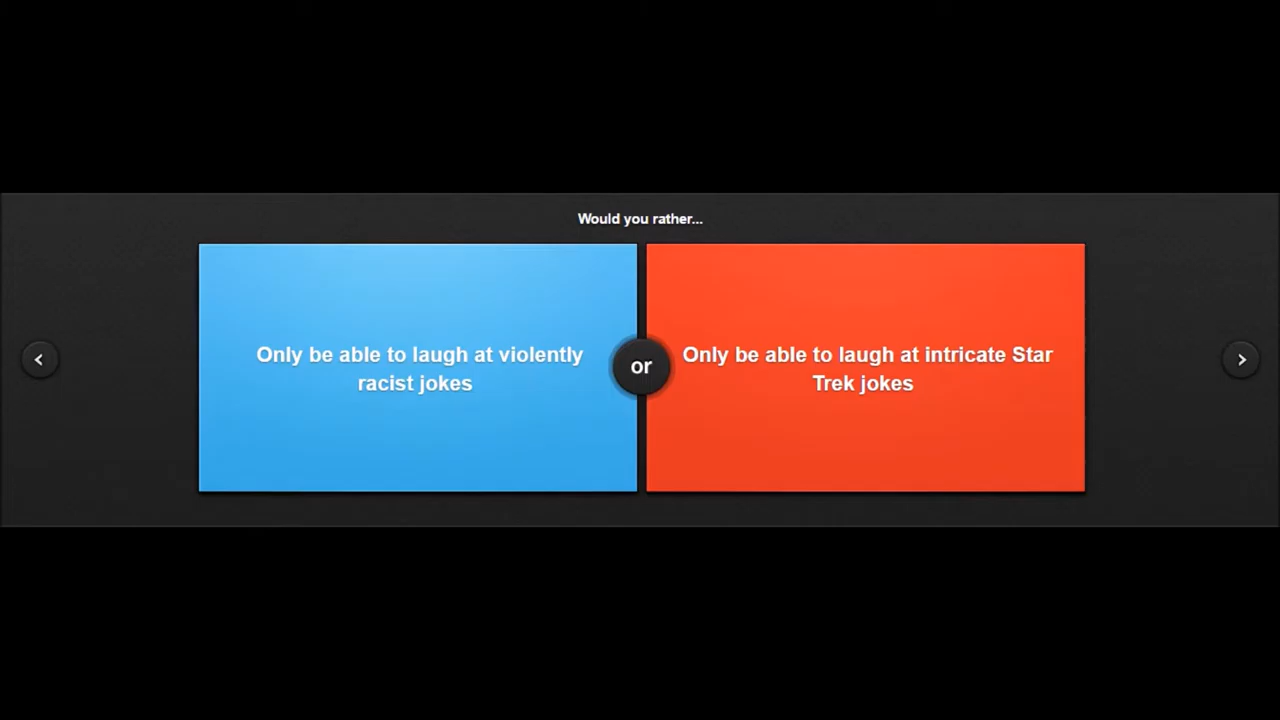 Would you rather...
Only be able to laugh at violently
racist jokes
or
Only be able to laugh at intricate Star
Trek jokes